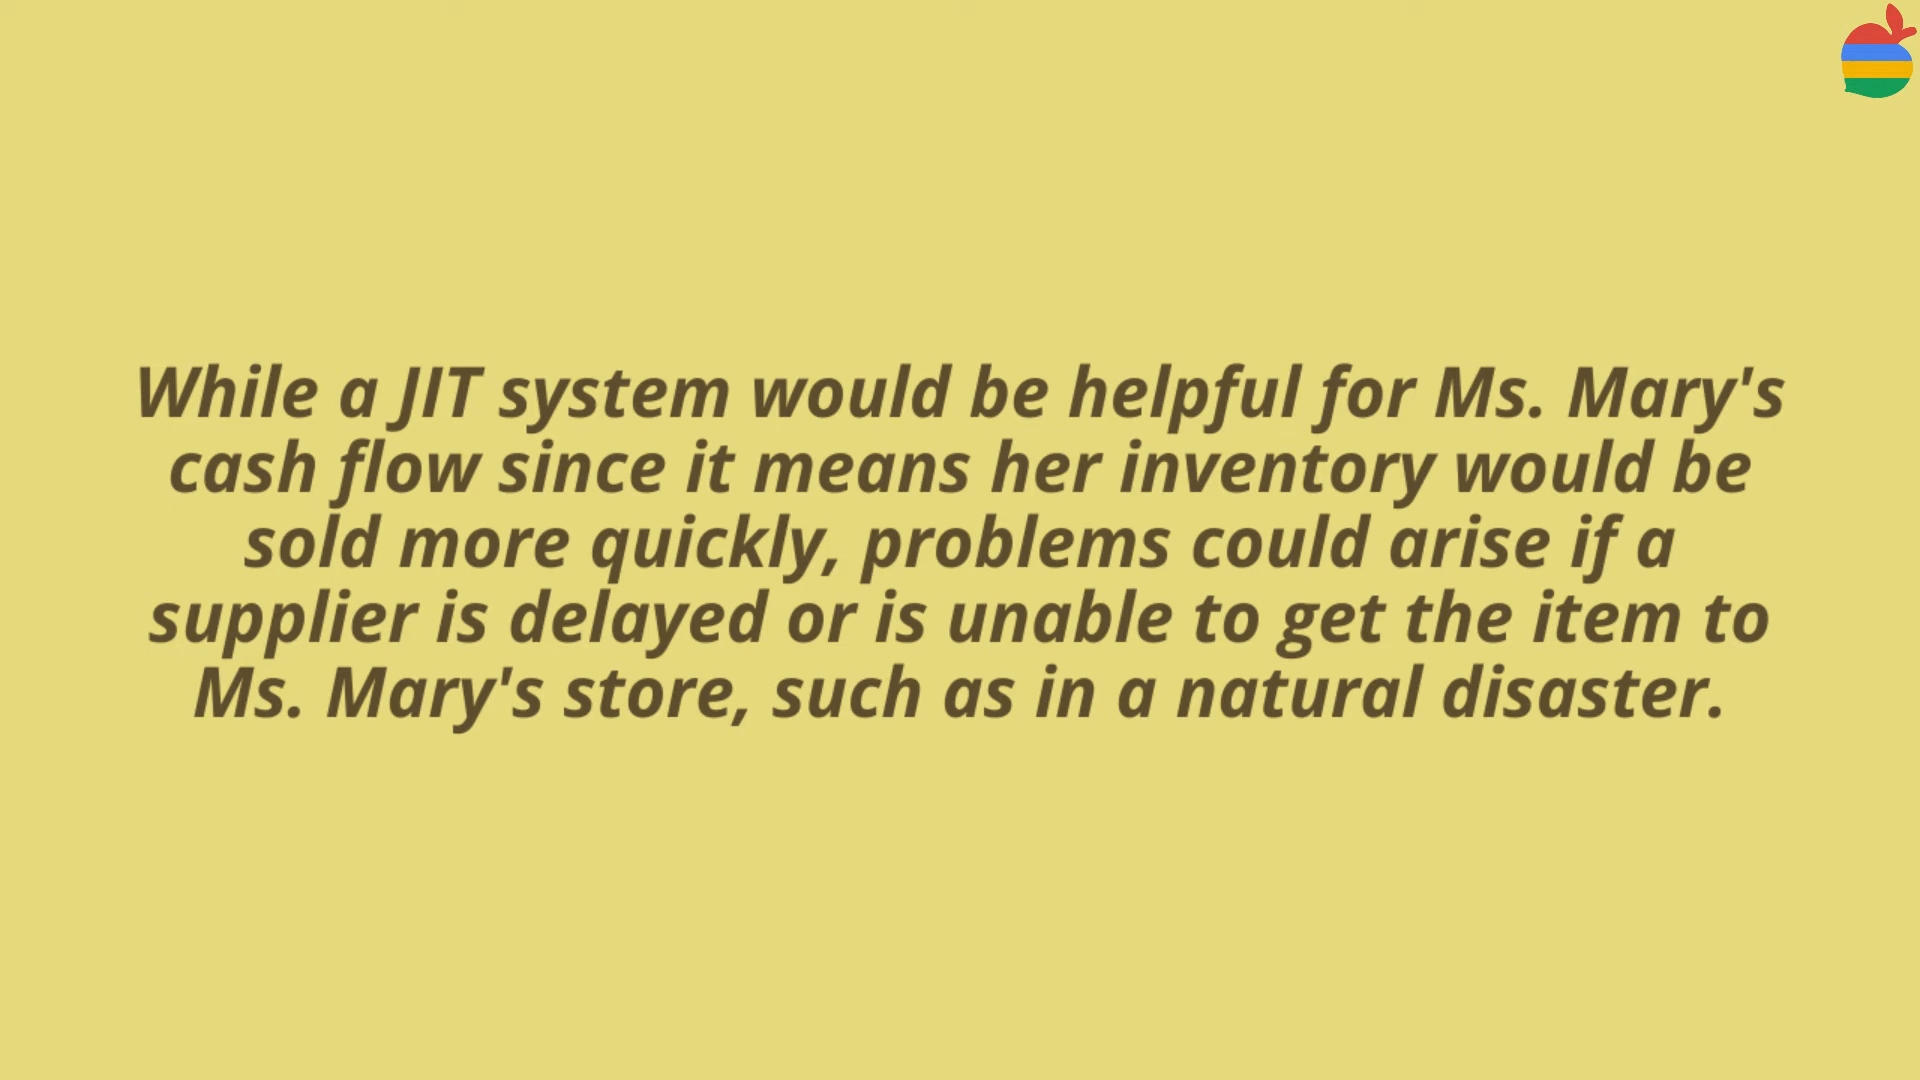 While a JIT system would be helpful for Ms. Mary's
cash flow since it means her inventory would be
sold more quickly, problems could arise if a
supplier is delayed or is unable to get the item to
Ms. Mary's store, such as in a natural disaster.